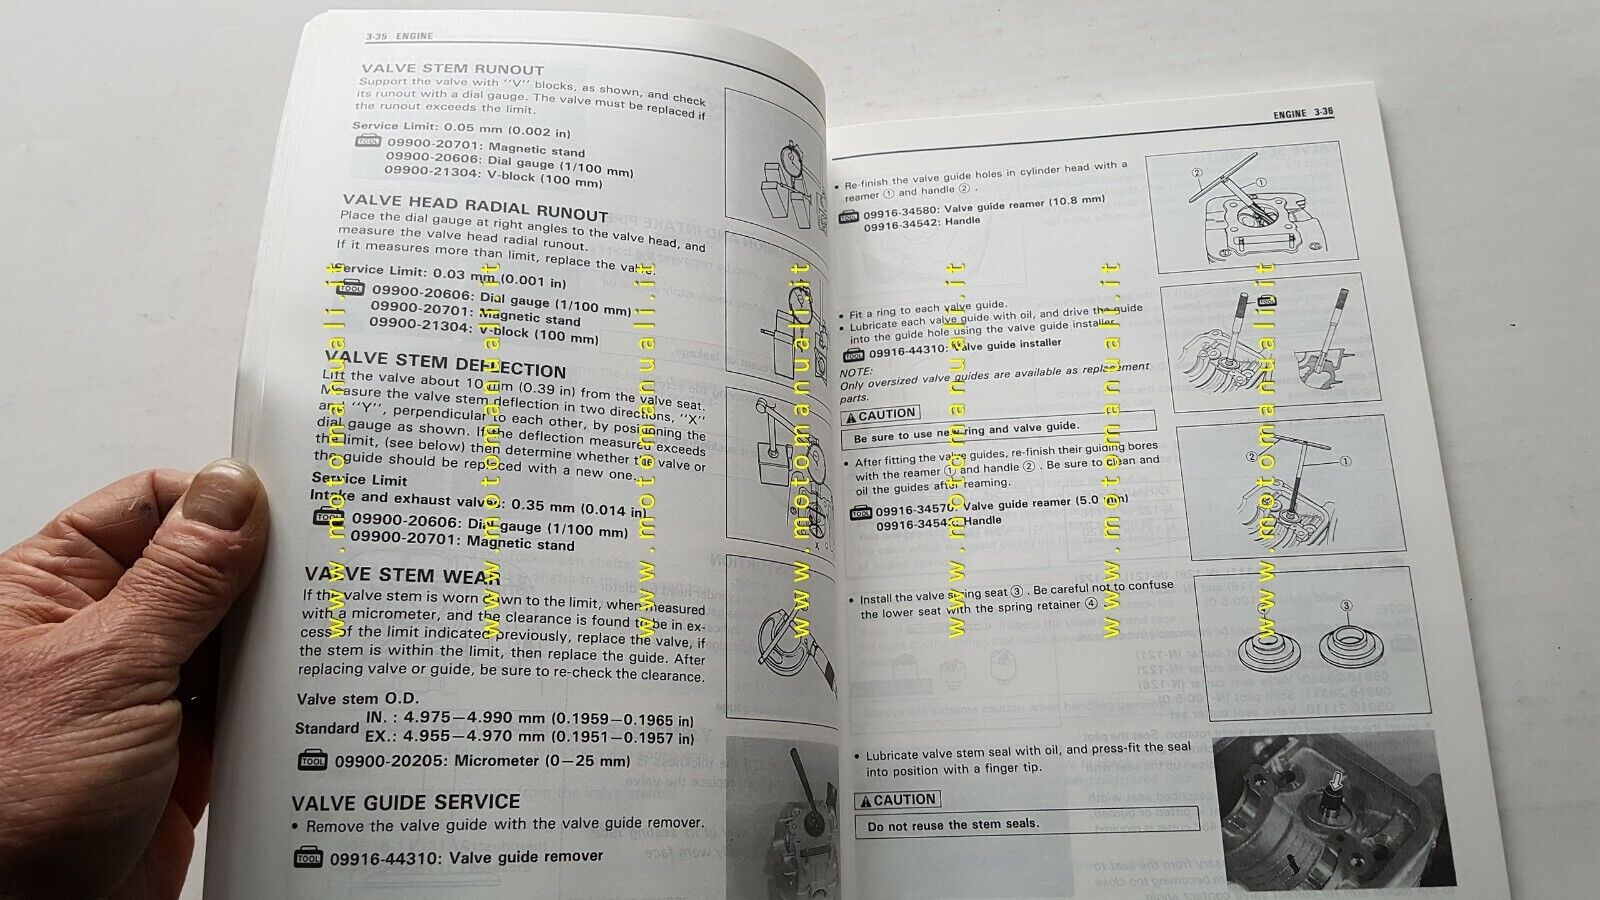 3-35 ENGINE
VALVE STEM RUNOUT
Support the valve with ''V'' blocks, as shown, and check
its runout with a dial gauge. The valve must be replaced if
the runout exceeds the limit.
Service Limit: 0.05 mm (0.002 in)
TOOL 09900-20701: Magnetic stand
09900-20606: Dial gauge (1/100 mm)
09900-21304: V-block (100 mm)
VALVE HEAD RADIAL RUNOUT
Place the dial gauge at right angles to the valve head, and
measure the valve head radial runout.
If it measures more than limit, replace the valve.
Service Limit: 0.03 mm (0.001 in)
TOOL 09900-20606: Dial gauge (1/100 mm)
09900-20701: Magnetic stand
09900-21304: V-block (100 mm)
VALVE STEM DEFLECTION
Lift the valve about 10 mm (0.39 in) from the valve seat.
Measure the valve stem deflection in two directions, ''X''
and ''Y'', perpendicular to each other, by positioning the
dial gauge as shown. If the deflection measured exceeds
the limit, (see below) then determine whether the valve or
the guide should be replaced with a new one.
Service Limit
Intake and exhaust valves: 0.35 mm (0.014 in)
TOOL 09900-20606: Dial gauge (1/100 mm)
09900-20701: Magnetic stand
VALVE STEM WEAR
If the valve stem is worn down to the limit, when measured
with a micrometer, and the clearance is found to be in ex-
cess of the limit indicated previously, replace the valve, if
the stem is within the limit, then replace the guide. After
replacing valve or guide, be sure to re-check the clearance.
Valve stem O.D.
Standard IN. : 4.975—4.990 mm (0.1959—0.1965 in)
EX.: 4.955—4.970 mm (0.1951—0.1957 in)
TOOL 09900-20205: Micrometer (0—25 mm)
VALVE GUIDE SERVICE
• Remove the valve guide with the valve guide remover.
TOOL 09916-44310: Valve guide remover
X
ENGINE 3-36
• Re-finish the valve guide holes in cylinder head with a
reamer ① and handle ② .
TOOL 09916-34580: Valve guide reamer (10.8 mm)
09916-34542: Handle
② ①
• Fit a ring to each valve guide.
• Lubricate each valve guide with oil, and drive the guide
into the guide hole using the valve guide installer.
TOOL 09916-44310: Valve guide installer
NOTE:
Only oversized valve guides are available as replacement
parts.
CAUTION
Be sure to use new ring and valve guide.
TOOL
• After fitting the valve guides, re-finish their guiding bores
with the reamer ① and handle ② . Be sure to clean and
oil the guides after reaming.
TOOL 09916-34570: Valve guide reamer (5.0 mm)
09916-34542: Handle
② ①
• Install the valve spring seat ③ . Be careful not to confuse
the lower seat with the spring retainer ④ .
④ ③
• Lubricate valve stem seal with oil, and press-fit the seal
into position with a finger tip.
CAUTION
Do not reuse the stem seals.
www.motomanuali.it
www.motomanuali.it
www.motomanuali.it
www.motomanuali.it
www.motomanuali.it
www.motomanuali.it
www.motomanuali.it